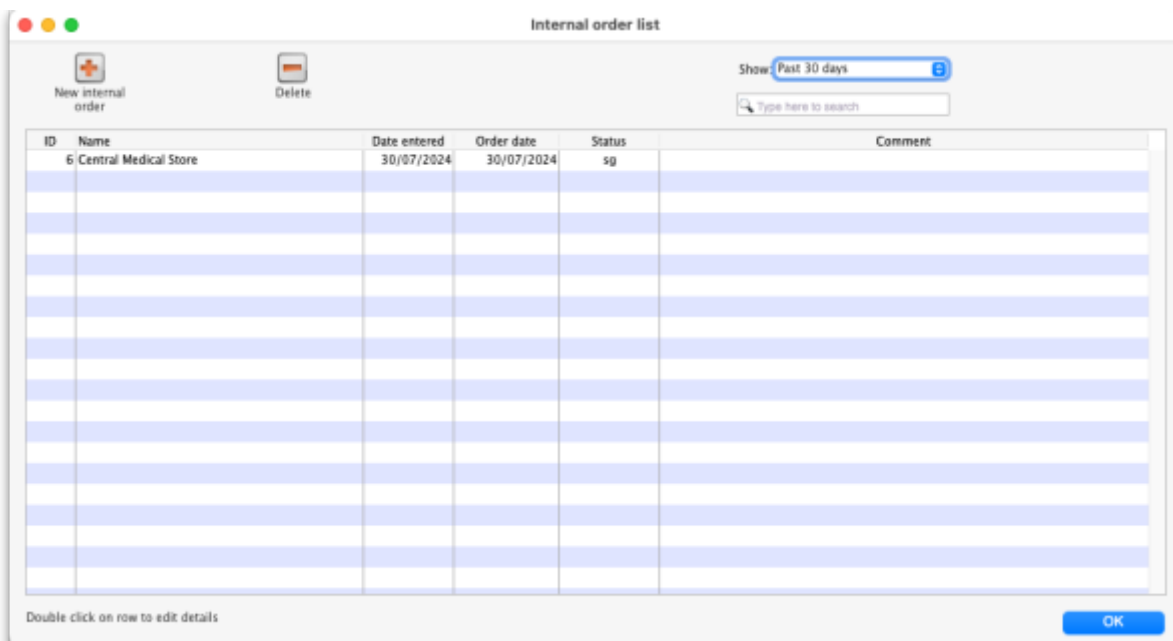 Internal order list
New internal
order
Delete
Show: Past 30 days
Type here to search
ID Name Date entered Order date Status Comment
6 Central Medical Store 30/07/2024 30/07/2024 sg
Double click on row to edit details
OK